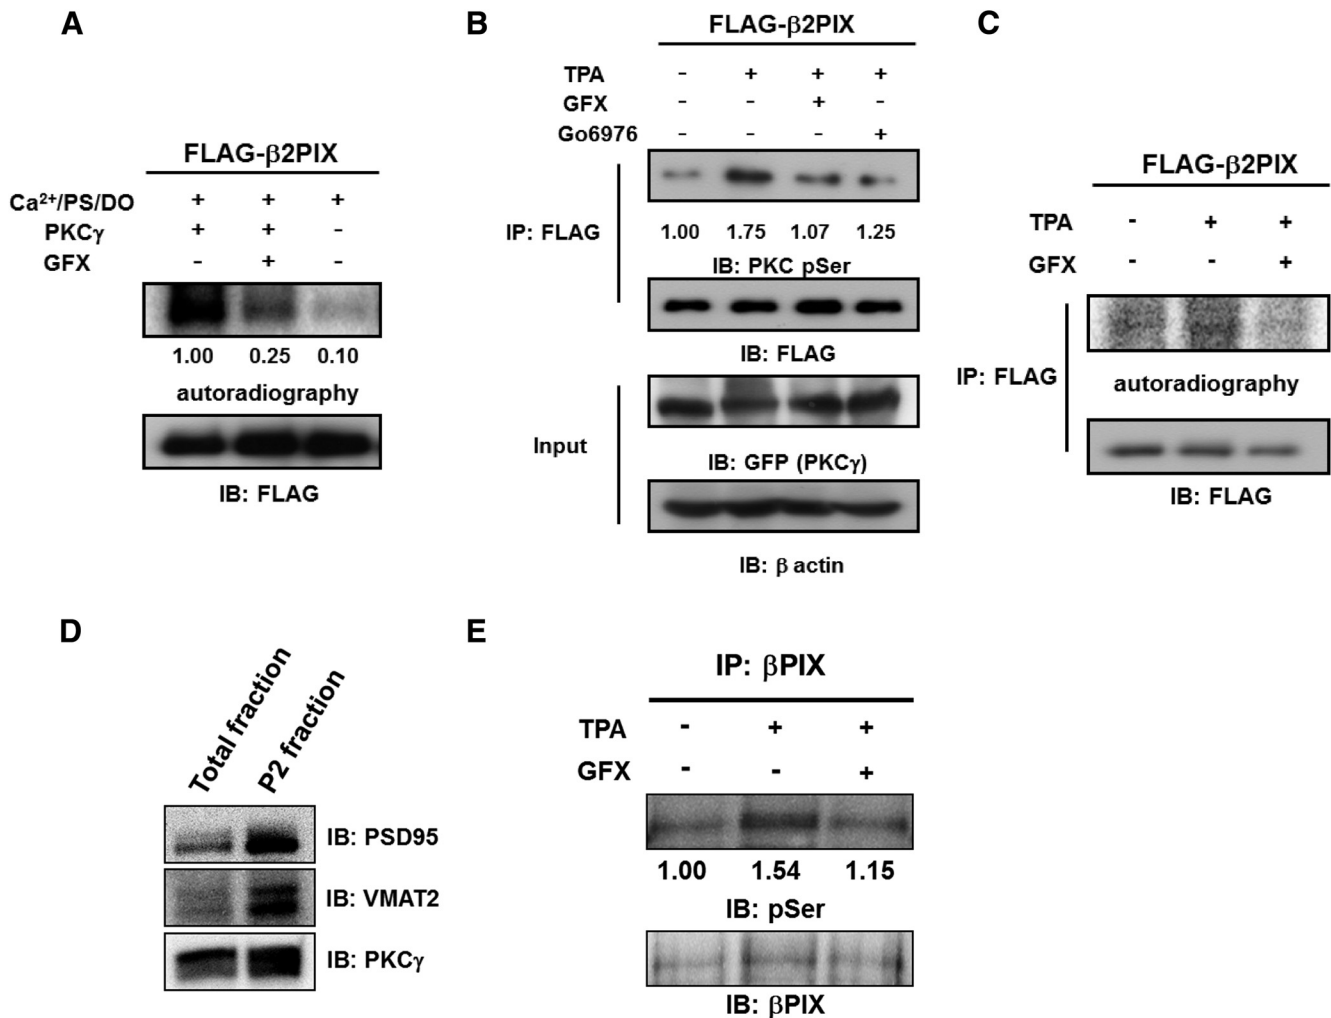 A
FLAG-β2PIX
Ca²⁺/PS/DO + + +
PKCγ + + -
GFX - + -
1.00 0.25 0.10
autoradiography
IB: FLAG
B
FLAG-β2PIX
TPA - + + +
GFX - - + -
Go6976 - - - +
IP: FLAG
1.00 1.75 1.07 1.25
IB: PKC pSer
IB: FLAG
Input
IB: GFP (PKCγ)
IB: β actin
C
FLAG-β2PIX
TPA - + +
GFX - - +
IP: FLAG
autoradiography
IB: FLAG
D
Total fraction
P2 fraction
IB: PSD95
IB: VMAT2
IB: PKCγ
E
IP: βPIX
TPA - + +
GFX - - +
1.00 1.54 1.15
IB: pSer
IB: βPIX